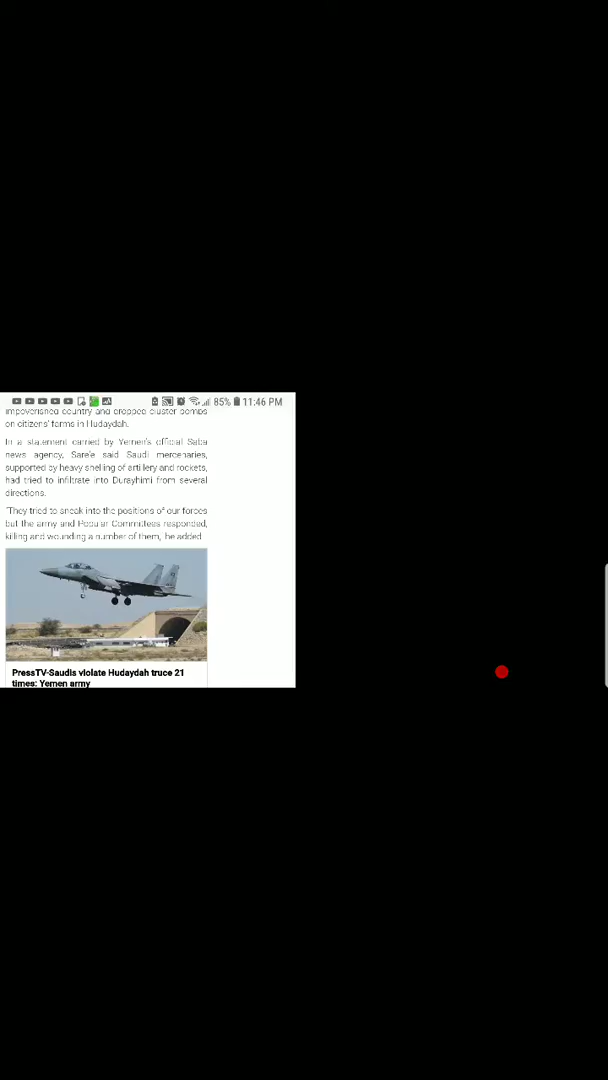 85% 11:46 PM
impoverished country and dropped cluster bombs
on citizens' farms in Hudaydah.
In a statement carried by Yemen's official Saba
news agency, Sare'e said Saudi mercenaries,
supported by heavy shelling of artillery and rockets,
had tried to infiltrate into Durayhimi from several
directions.
"They tried to sneak into the positions of our forces
but the army and Popular Committees responded,
killing and wounding a number of them," he added.
PressTV-Saudis violate Hudaydah truce 21
times: Yemen army